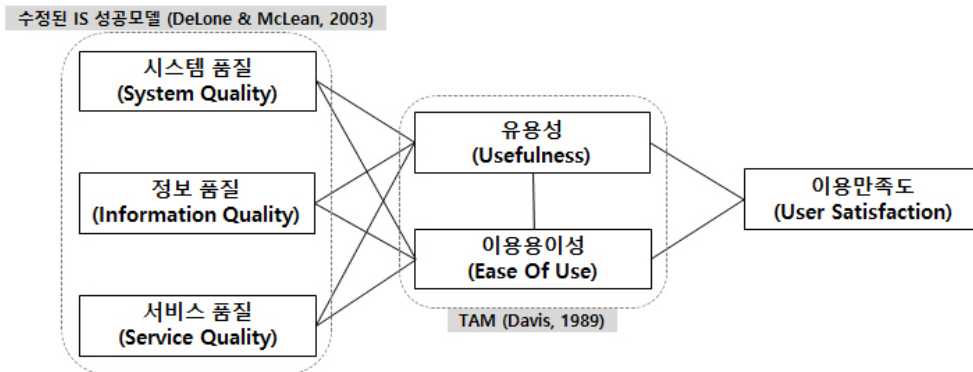 수정된 IS 성공모델 (DeLone & McLean, 2003)
시스템 품질
(System Quality)
정보 품질
(Information Quality)
서비스 품질
(Service Quality)
유용성
(Usefulness)
이용용이성
(Ease Of Use)
TAM (Davis, 1989)
이용만족도
(User Satisfaction)